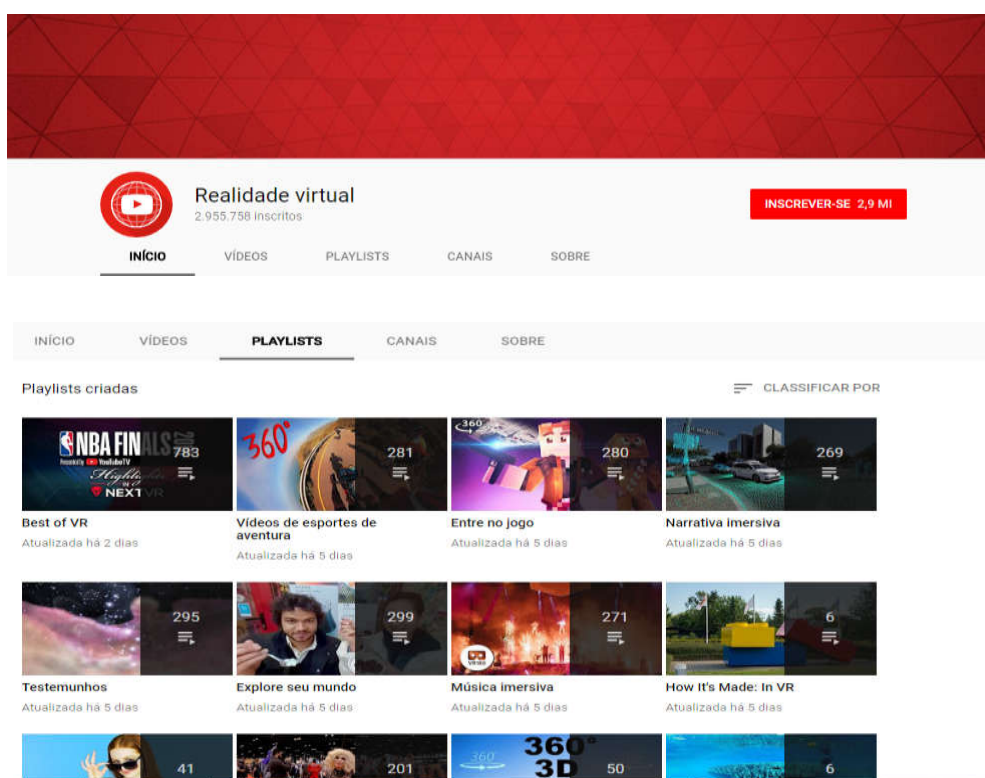 Realidade virtual
2.955.758 inscritos
INSCREVER-SE 2,9 MI
INÍCIO VÍDEOS PLAYLISTS CANAIS SOBRE
INÍCIO VÍDEOS PLAYLISTS CANAIS SOBRE
Playlists criadas
CLASSIFICAR POR
NBA FINALS
YouTubeTV
NEXTVR
783
360°
281
360°
280
269
Best of VR
Atualizada há 2 dias
Vídeos de esportes de
aventura
Atualizada há 5 dias
Entre no jogo
Atualizada há 5 dias
Narrativa imersiva
Atualizada há 5 dias
295
299
271
6
Testemunhos
Atualizada há 5 dias
Explore seu mundo
Atualizada há 5 dias
Música imersiva
Atualizada há 5 dias
How It's Made: In VR
Atualizada há 5 dias
41
201
360°
360°
3D
50
6